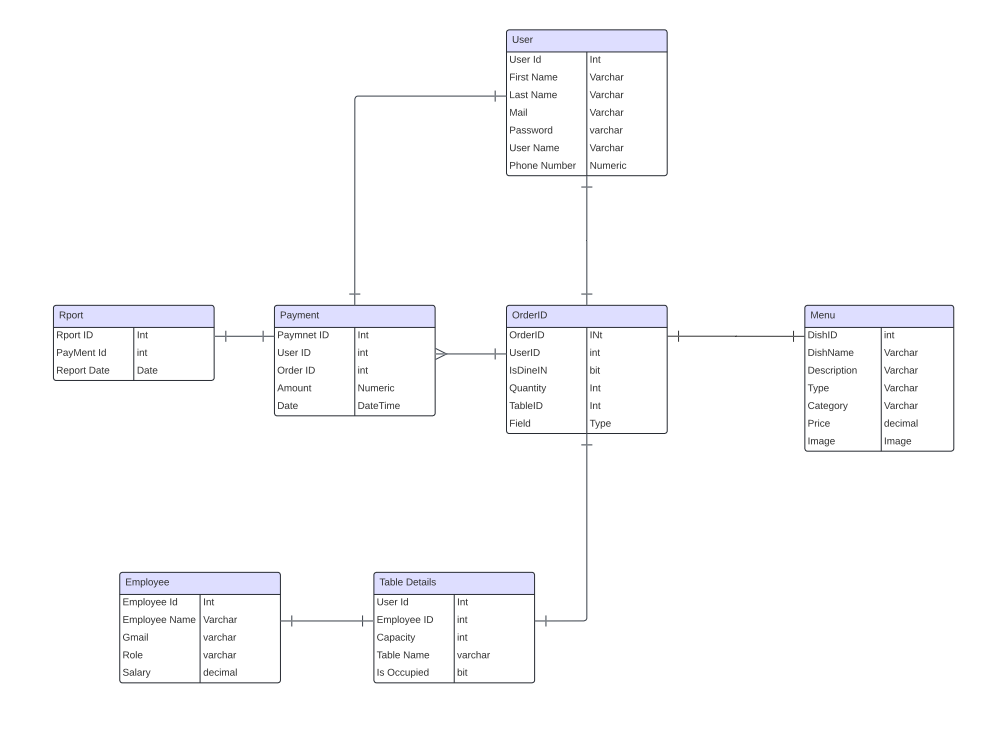 User
User Id Int
First Name Varchar
Last Name Varchar
Mail Varchar
Password varchar
User Name Varchar
Phone Number Numeric
Rport
Rport ID Int
PayMent Id int
Report Date Date
Payment
Paymnet ID Int
User ID int
Order ID int
Amount Numeric
Date DateTime
OrderID
OrderID INt
UserID int
IsDineIN bit
Quantity Int
TableID Int
Field Type
Menu
DishID int
DishName Varchar
Description Varchar
Type Varchar
Category Varchar
Price decimal
Image Image
Employee
Employee Id Int
Employee Name Varchar
Gmail varchar
Role varchar
Salary decimal
Table Details
User Id Int
Employee ID int
Capacity int
Table Name varchar
Is Occupied bit